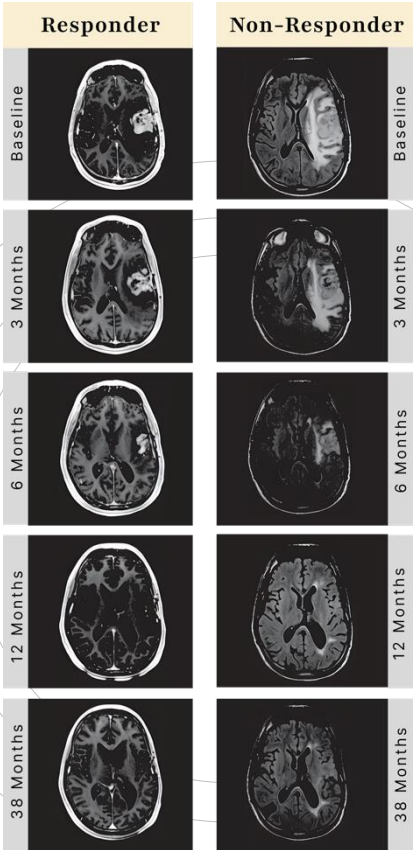 Responder
Non-Responder
Baseline
Baseline
3 Months
3 Months
6 Months
6 Months
12 Months
12 Months
38 Months
38 Months